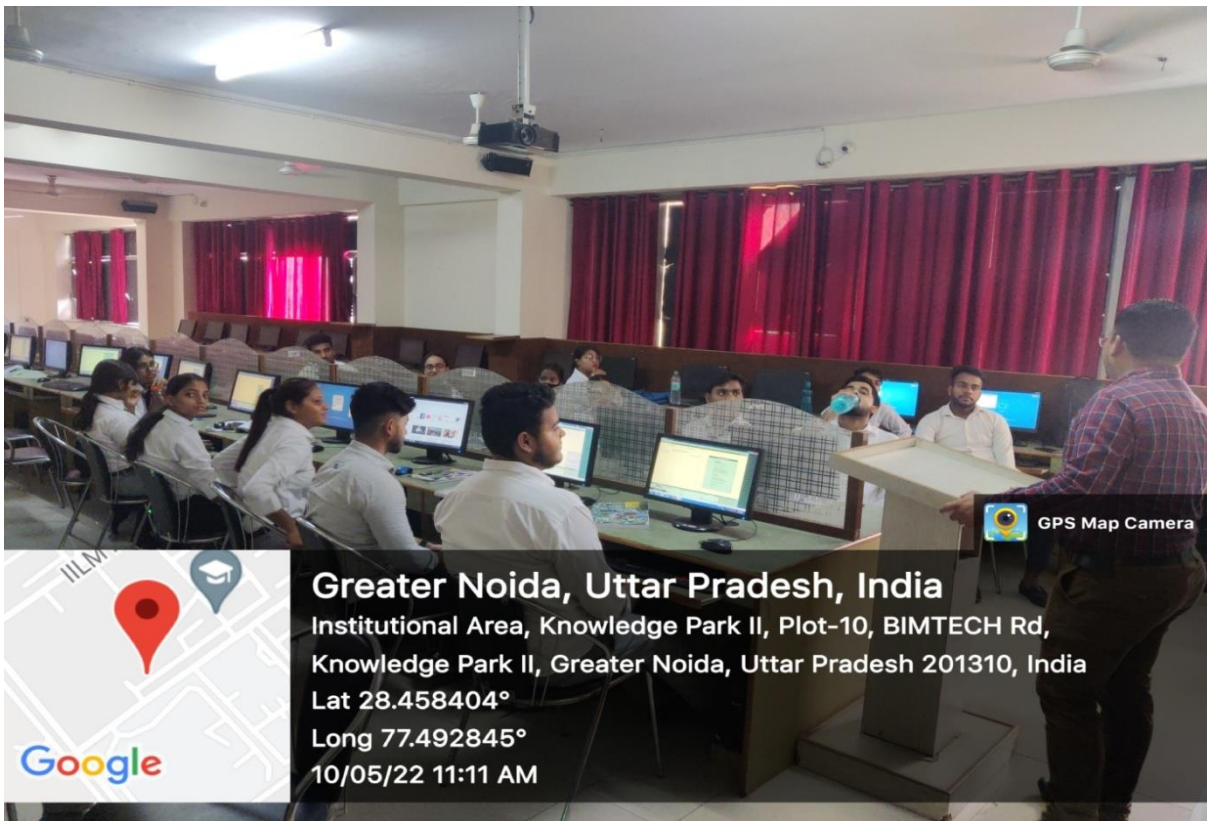 GPS Map Camera
IILM
Greater Noida, Uttar Pradesh, India
Institutional Area, Knowledge Park II, Plot-10, BIMTECH Rd,
Knowledge Park II, Greater Noida, Uttar Pradesh 201310, India
Lat 28.458404°
Long 77.492845°
10/05/22 11:11 AM
Google